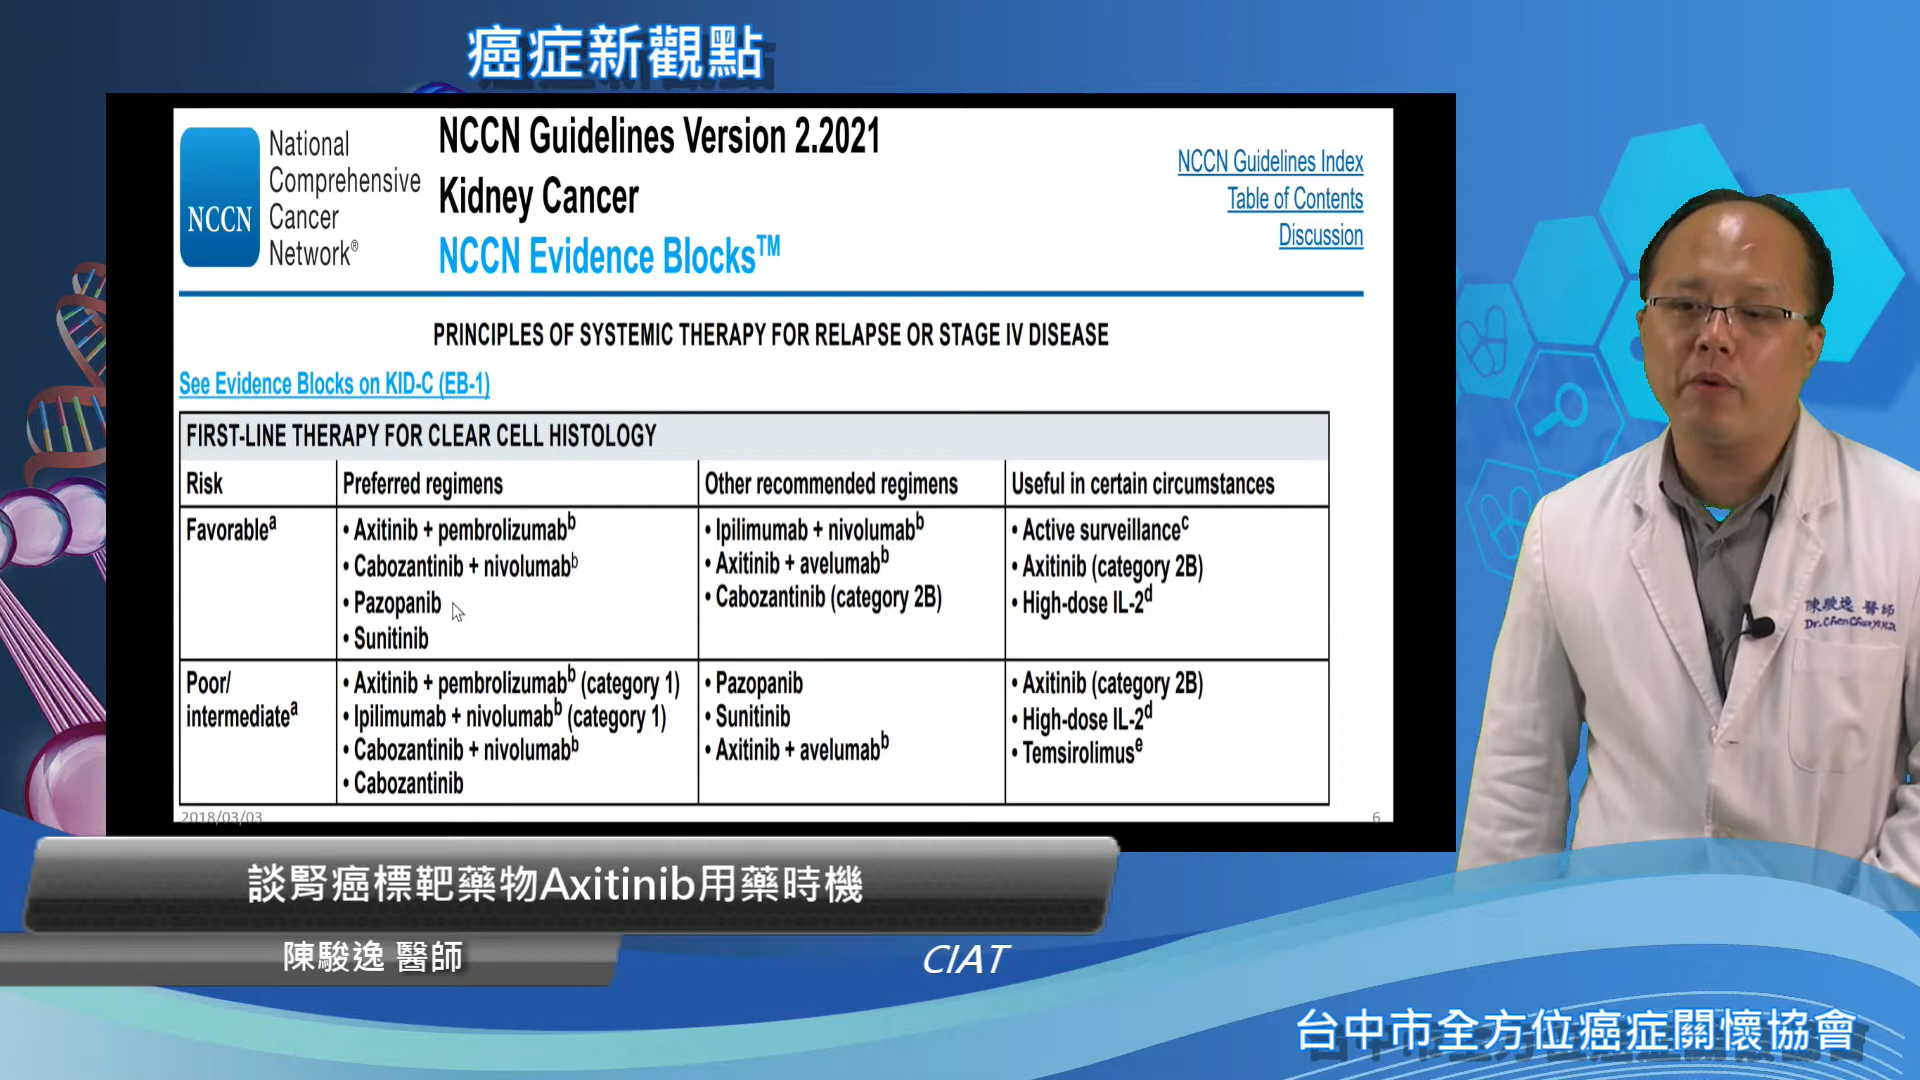 癌症新觀點
NCCN
National
Comprehensive
Cancer
Network®
NCCN Guidelines Version 2.2021
Kidney Cancer
NCCN Evidence Blocks™
NCCN Guidelines Index
Table of Contents
Discussion
PRINCIPLES OF SYSTEMIC THERAPY FOR RELAPSE OR STAGE IV DISEASE
See Evidence Blocks on KID-C (EB-1)
FIRST-LINE THERAPY FOR CLEAR CELL HISTOLOGY
Risk
Preferred regimens
Other recommended regimens
Useful in certain circumstances
Favorableᵃ
• Axitinib + pembrolizumabᵇ
• Cabozantinib + nivolumabᵇ
• Pazopanib
• Sunitinib
• Ipilimumab + nivolumabᵇ
• Axitinib + avelumabᵇ
• Cabozantinib (category 2B)
• Active surveillanceᶜ
• Axitinib (category 2B)
• High-dose IL-2ᵈ
Poor/
intermediateᵃ
• Axitinib + pembrolizumabᵇ (category 1)
• Ipilimumab + nivolumabᵇ (category 1)
• Cabozantinib + nivolumabᵇ
• Cabozantinib
• Pazopanib
• Sunitinib
• Axitinib + avelumabᵇ
• Axitinib (category 2B)
• High-dose IL-2ᵈ
• Temsirolimusᵉ
2018/03/03
6
陳駿逸 醫師
談腎癌標靶藥物Axitinib用藥時機
陳駿逸 醫師
CIAT
台中市全方位癌症關懷協會